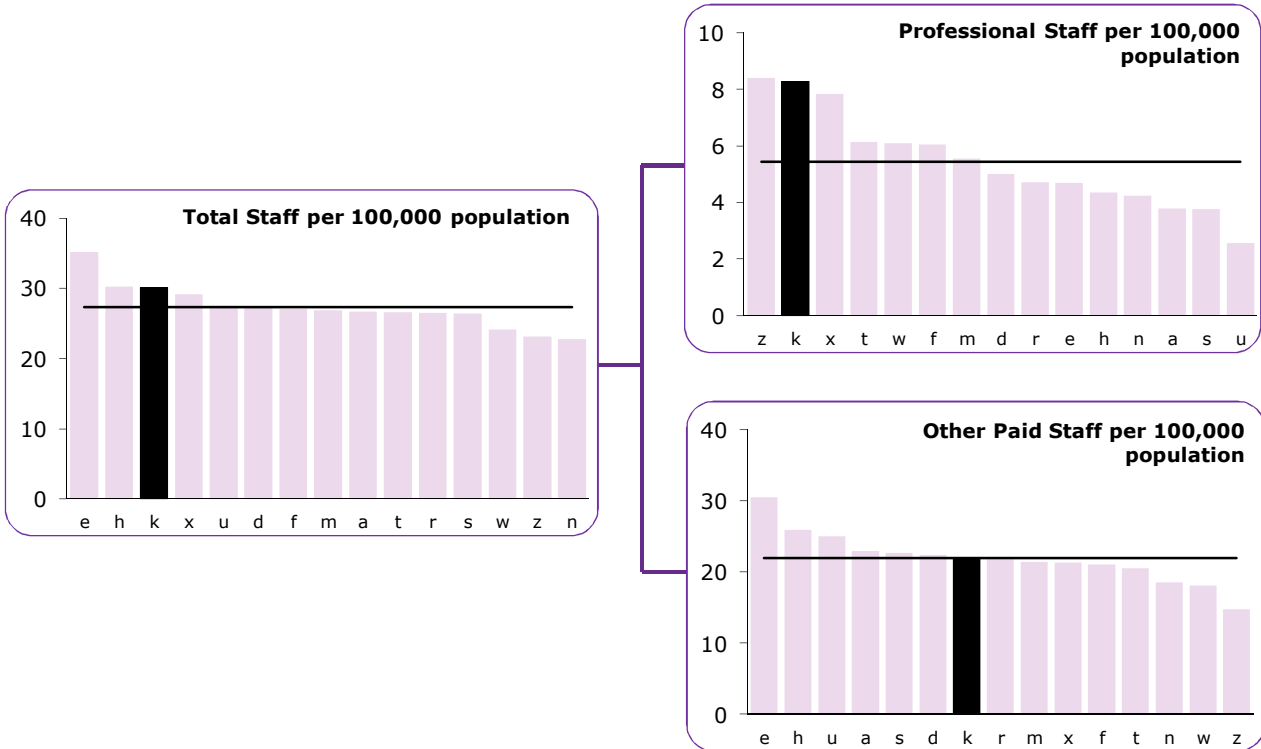 Total Staff per 100,000 population
40
30
20
10
0
e h k x u d f m a t r s w z n
Professional Staff per 100,000
population
10
8
6
4
2
0
z k x t w f m d r e h n a s u
Other Paid Staff per 100,000
population
40
30
20
10
0
e h u a s d k r m x f t n w z